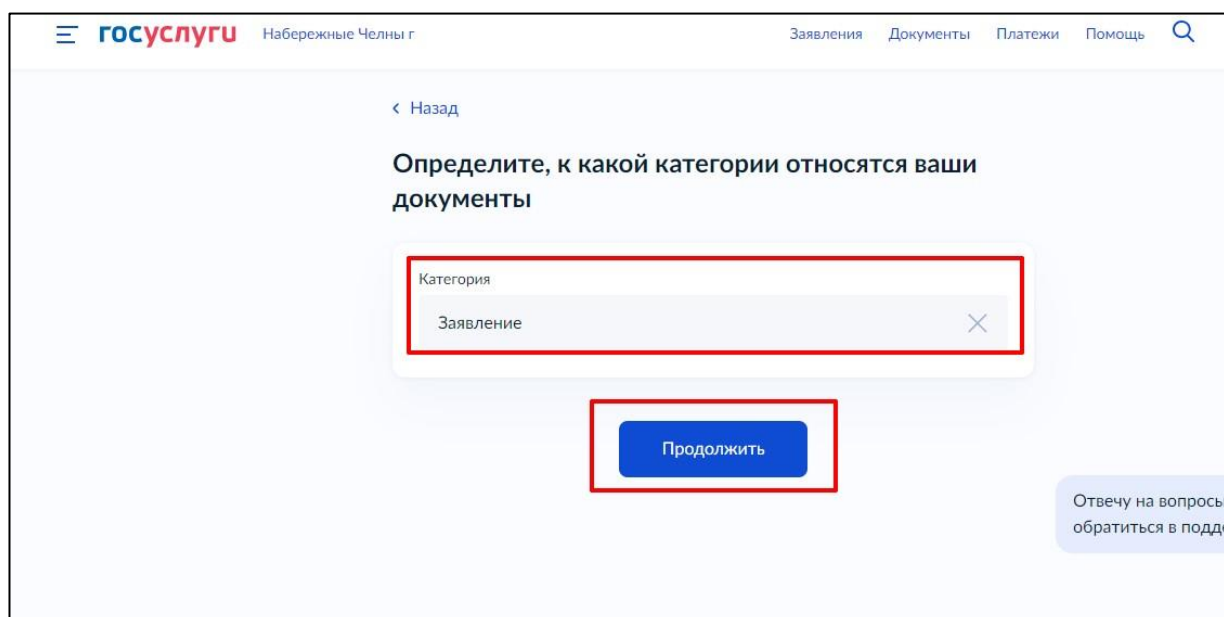 госуслуги Набережные Челны г Заявления Документы Платежи Помощь
Назад
Определите, к какой категории относятся ваши
документы
Категория
Заявление
Продолжить
Отвечу на вопросы
обратиться в